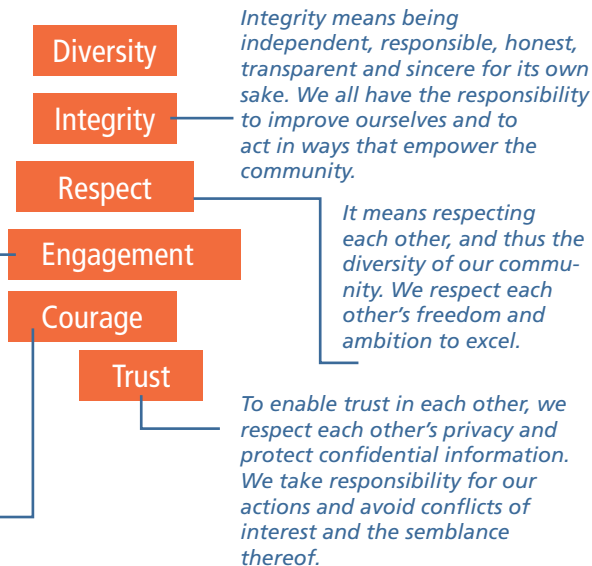 Diversity
Integrity
Respect
Engagement
Courage
Trust
Integrity means being
independent, responsible, honest,
transparent and sincere for its own
sake. We all have the responsibility
to improve ourselves and to
act in ways that empower the
community.
It means respecting
each other, and thus the
diversity of our commu-
nity. We respect each
other’s freedom and
ambition to excel.
To enable trust in each other, we
respect each other’s privacy and
protect confidential information.
We take responsibility for our
actions and avoid conflicts of
interest and the semblance
thereof.